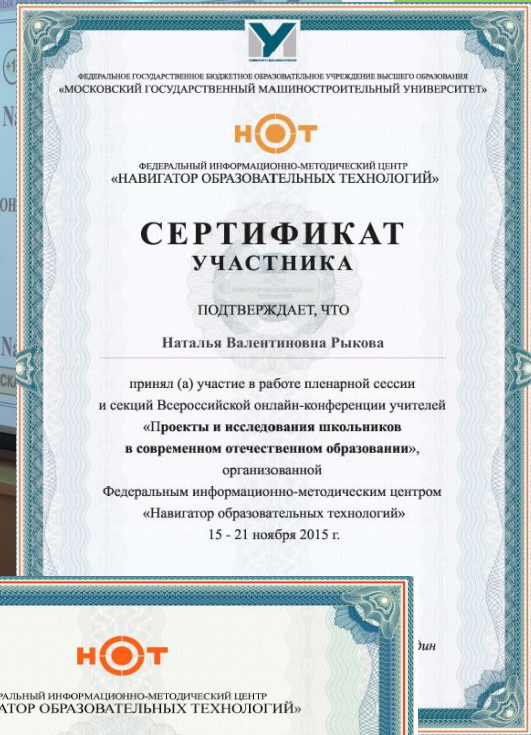 ФЕДЕРАЛЬНОЕ ГОСУДАРСТВЕННОЕ БЮДЖЕТНОЕ ОБРАЗОВАТЕЛЬНОЕ УЧРЕЖДЕНИЕ ВЫСШЕГО ОБРАЗОВАНИЯ
«МОСКОВСКИЙ ГОСУДАРСТВЕННЫЙ МАШИНОСТРОИТЕЛЬНЫЙ УНИВЕРСИТЕТ»
НОТ
ФЕДЕРАЛЬНЫЙ ИНФОРМАЦИОННО-МЕТОДИЧЕСКИЙ ЦЕНТР
«НАВИГАТОР ОБРАЗОВАТЕЛЬНЫХ ТЕХНОЛОГИЙ»
СЕРТИФИКАТ
УЧАСТНИКА
ПОДТВЕРЖДАЕТ, ЧТО
Наталья Валентиновна Рыкова
принял (а) участие в работе пленарной сессии
и секций Всероссийской онлайн-конференции учителей
«Проекты и исследования школьников
в современном отечественном образовании»,
организованной
Федеральным информационно-методическим центром
«Навигатор образовательных технологий»
15 - 21 ноября 2015 г.
НОТ
РАЛЬНЫЙ ИНФОРМАЦИОННО-МЕТОДИЧЕСКИЙ ЦЕНТР
АТОР ОБРАЗОВАТЕЛЬНЫХ ТЕХНОЛОГИЙ»